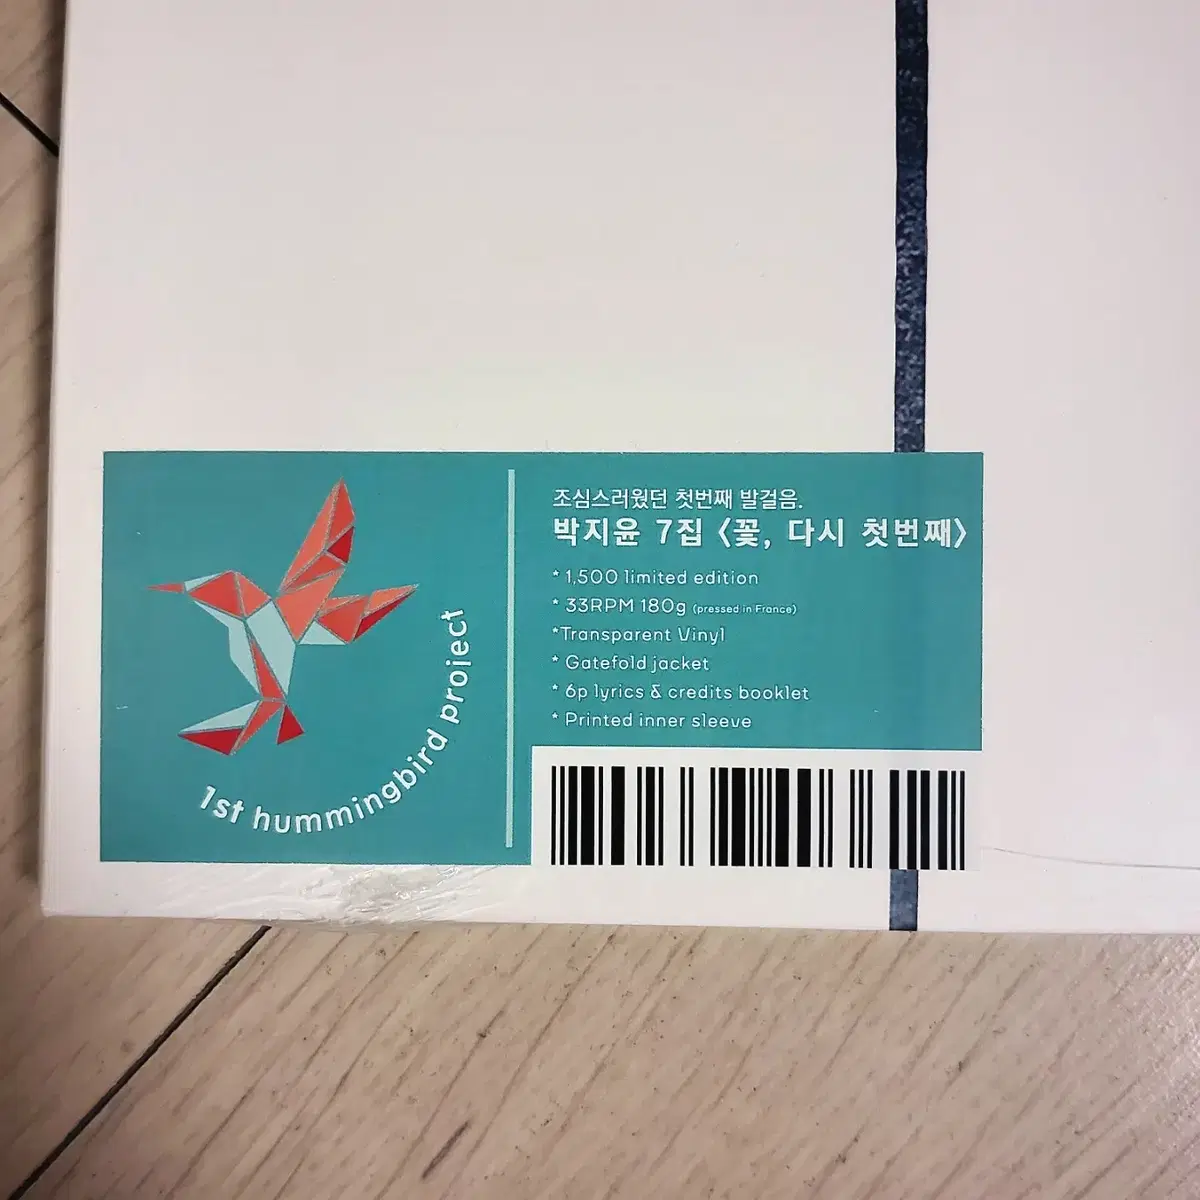 1st hummingbird project
조심스러웠던 첫번째 발걸음.
박지윤 7집 〈꽃, 다시 첫번째〉
* 1,500 limited edition
* 33RPM 180g (pressed in France)
*Transparent Vinyl
* Gatefold jacket
* 6p lyrics & credits booklet
* Printed inner sleeve